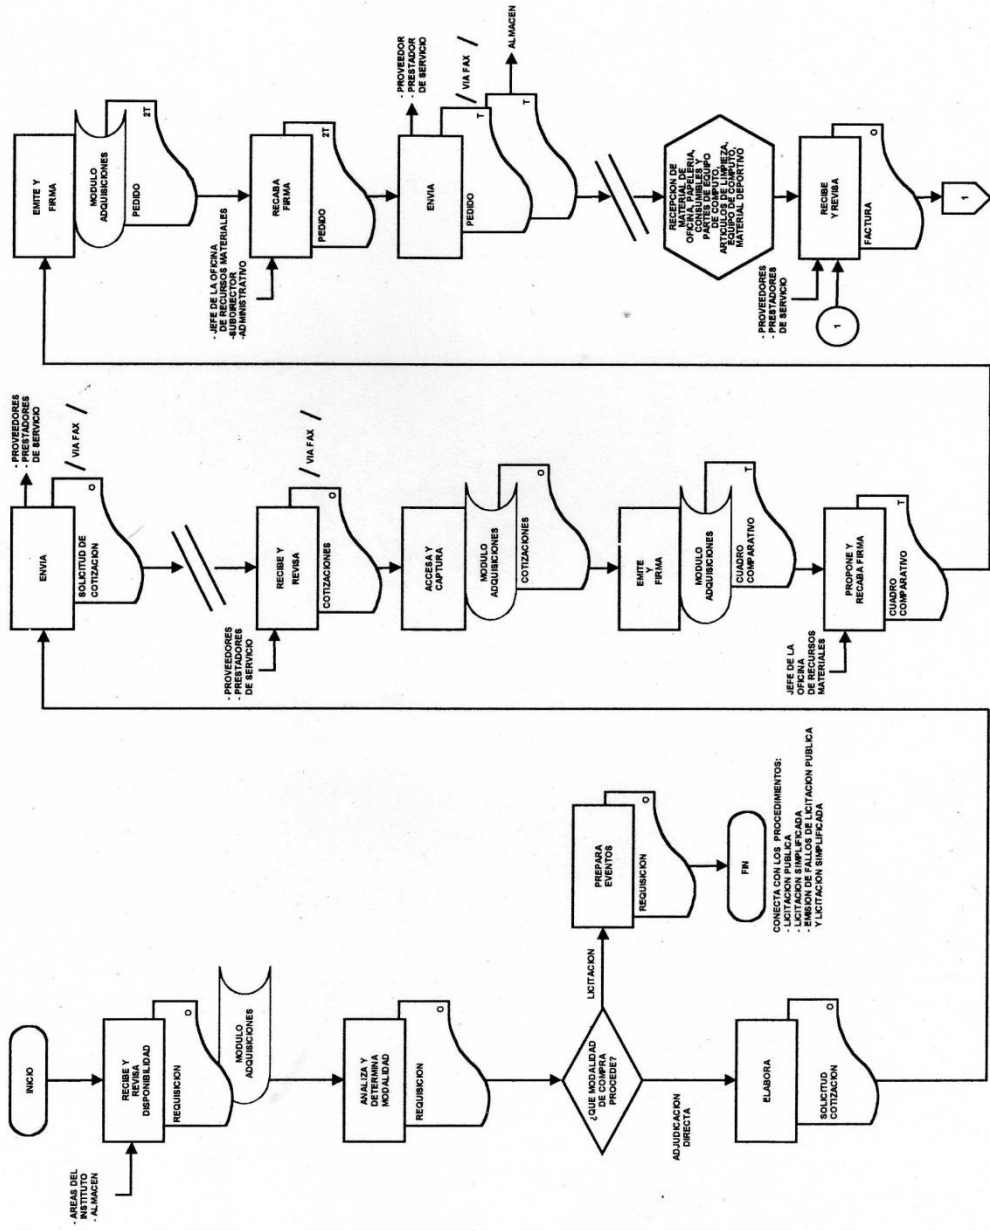 INICIO
- AREAS DEL
INSTITUTO
- ALMACEN
RECIBE Y
REVISA
DISPONIBILIDAD
REQUISICION
O
MODULO
ADQUISICIONES
ANALIZA Y
DETERMINA
MODALIDAD
REQUISICION
O
¿QUE MODALIDAD
DE COMPRA
PROCEDE?
LICITACION
PREPARA
EVENTOS
REQUISICION
O
FIN
CONECTA CON LOS PROCEDIMIENTOS:
- LICITACION PUBLICA
- LICITACION SIMPLIFICADA
- EMISION DE FALLOS DE LICITACION PUBLICA
Y LICITACION SIMPLIFICADA
ADJUDICACION
DIRECTA
ELABORA
SOLICITUD
COTIZACION
O
ENVIA
- PROVEEDORES
- PRESTADORES
DE SERVICIO
SOLICITUD DE
COTIZACION
O
/ VIA FAX /
- PROVEEDORES
- PRESTADORES
DE SERVICIO
RECIBE Y
REVISA
COTIZACIONES
O
/ VIA FAX /
ACCESA Y
CAPTURA
MODULO
ADQUISICIONES
COTIZACIONES
O
EMITE
Y
FIRMA
MODULO
ADQUISICIONES
CUADRO
COMPARATIVO
T
JEFE DE LA
OFICINA
DE RECURSOS
MATERIALES
PROPONE Y
RECABA FIRMA
CUADRO
COMPARATIVO
T
EMITE Y
FIRMA
MODULO
ADQUISICIONES
PEDIDO
2T
- JEFE DE LA OFICINA
DE RECURSOS MATERIALES
-SUBDIRECTOR
-ADMINISTRATIVO
RECABA
FIRMA
PEDIDO
2T
ENVIA
- PROVEEDOR
- PRESTADOR
DE SERVICIO
PEDIDO
T
/ VIA FAX /
T
ALMACEN
RECEPCION DE
MATERIAL DE
OFICINA, PAPELERIA,
CONSUMIBLES Y
PARTES DE EQUIPO
DE COMPUTO,
ARTICULOS DE LIMPIEZA,
EQUIPO DE COMPUTO,
MATERIAL DEPORTIVO
- PROVEEDORES
- PRESTADORES
DE SERVICIO
1
RECIBE
Y REVISA
FACTURA
O
1